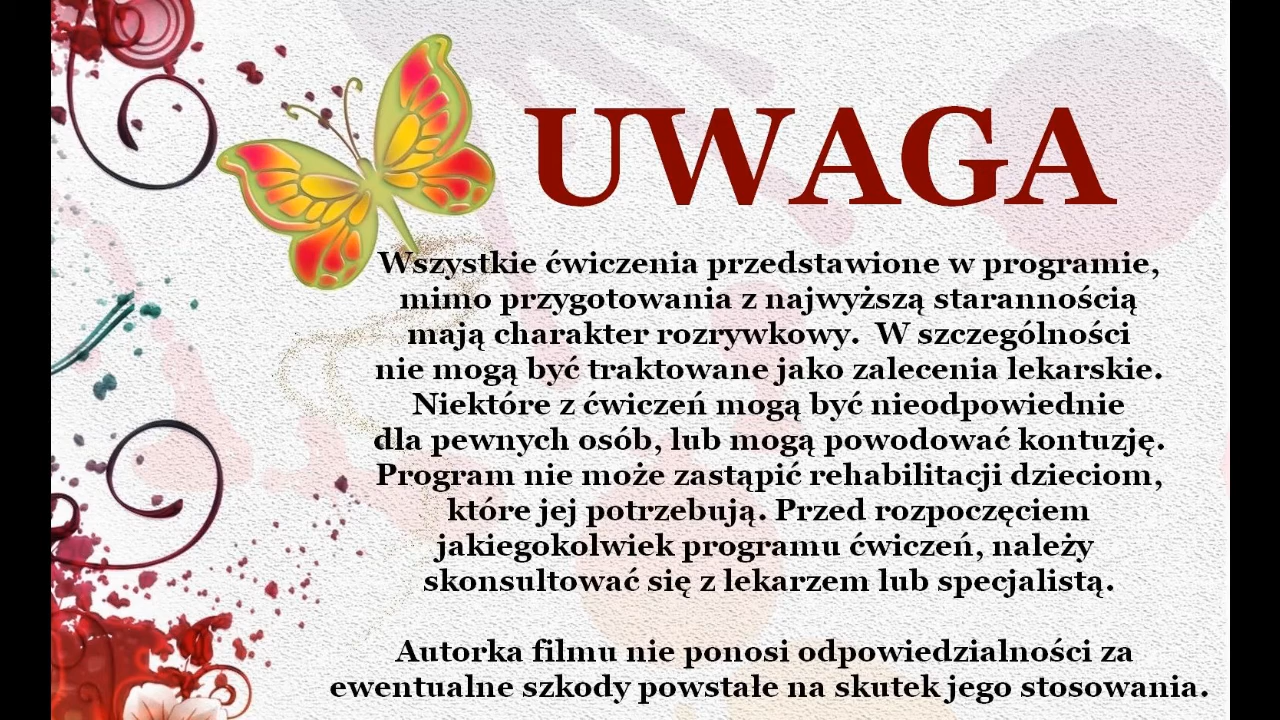 UWAGA
Wszystkie ćwiczenia przedstawione w programie,
mimo przygotowania z najwyższą starannością
mają charakter rozrywkowy.  W szczególności
nie mogą być traktowane jako zalecenia lekarskie.
Niektóre z ćwiczeń mogą być nieodpowiednie
dla pewnych osób, lub mogą powodować kontuzję.
Program nie może zastąpić rehabilitacji dzieciom,
które jej potrzebują. Przed rozpoczęciem
jakiegokolwiek programu ćwiczeń, należy
skonsultować się z lekarzem lub specjalistą.
Autorka filmu nie ponosi odpowiedzialności za
ewentualne szkody powstałe na skutek jego stosowania.